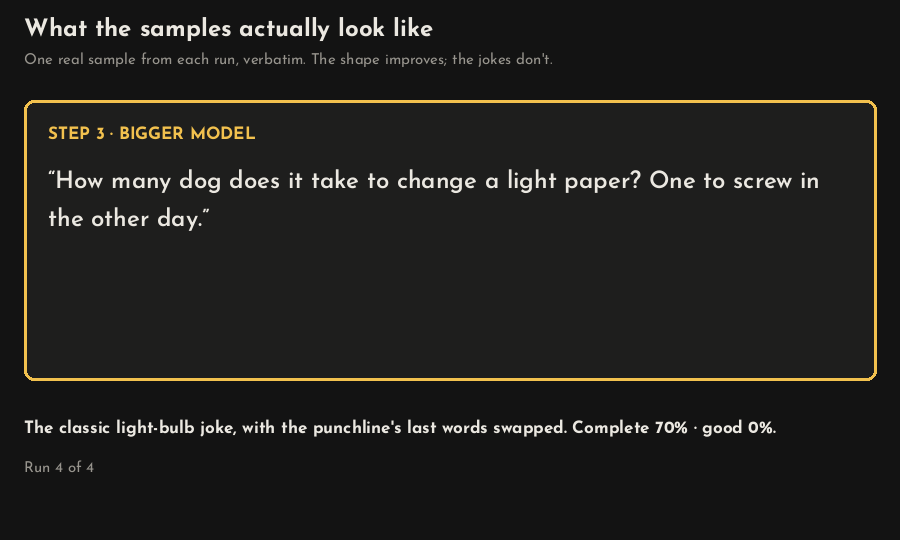 What the samples actually look like
One real sample from each run, verbatim. The shape improves; the jokes don't.
STEP 3 · BIGGER MODEL
“How many dog does it take to change a light paper? One to screw in
the other day.”
The classic light-bulb joke, with the punchline's last words swapped. Complete 70% · good 0%.
Run 4 of 4